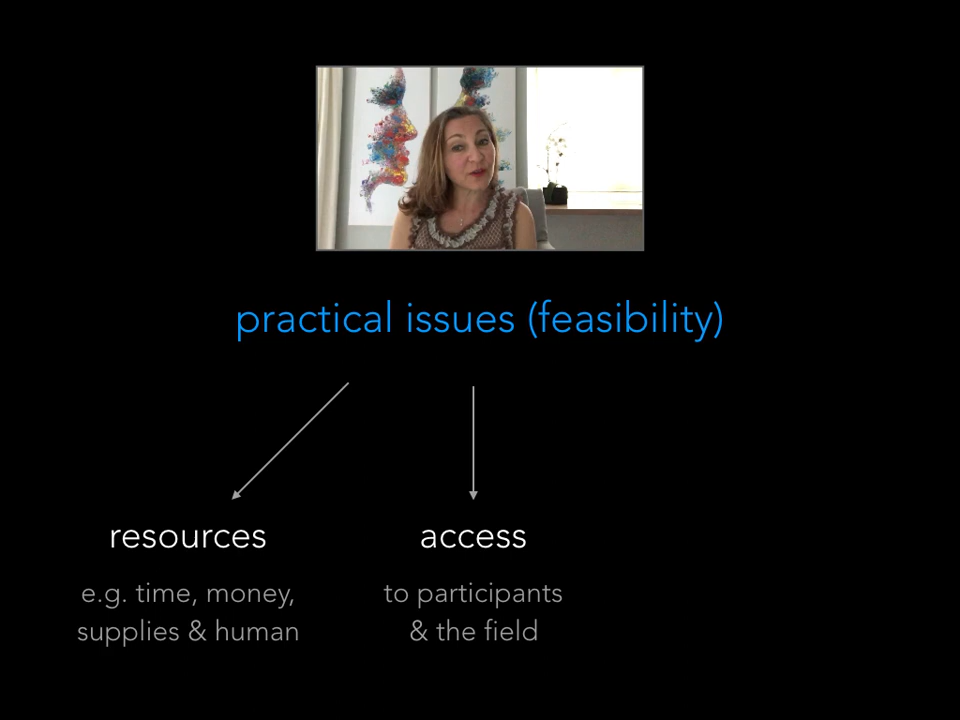 practical issues (feasibility)
resources
e.g. time, money,
supplies & human
access
to participants
& the field